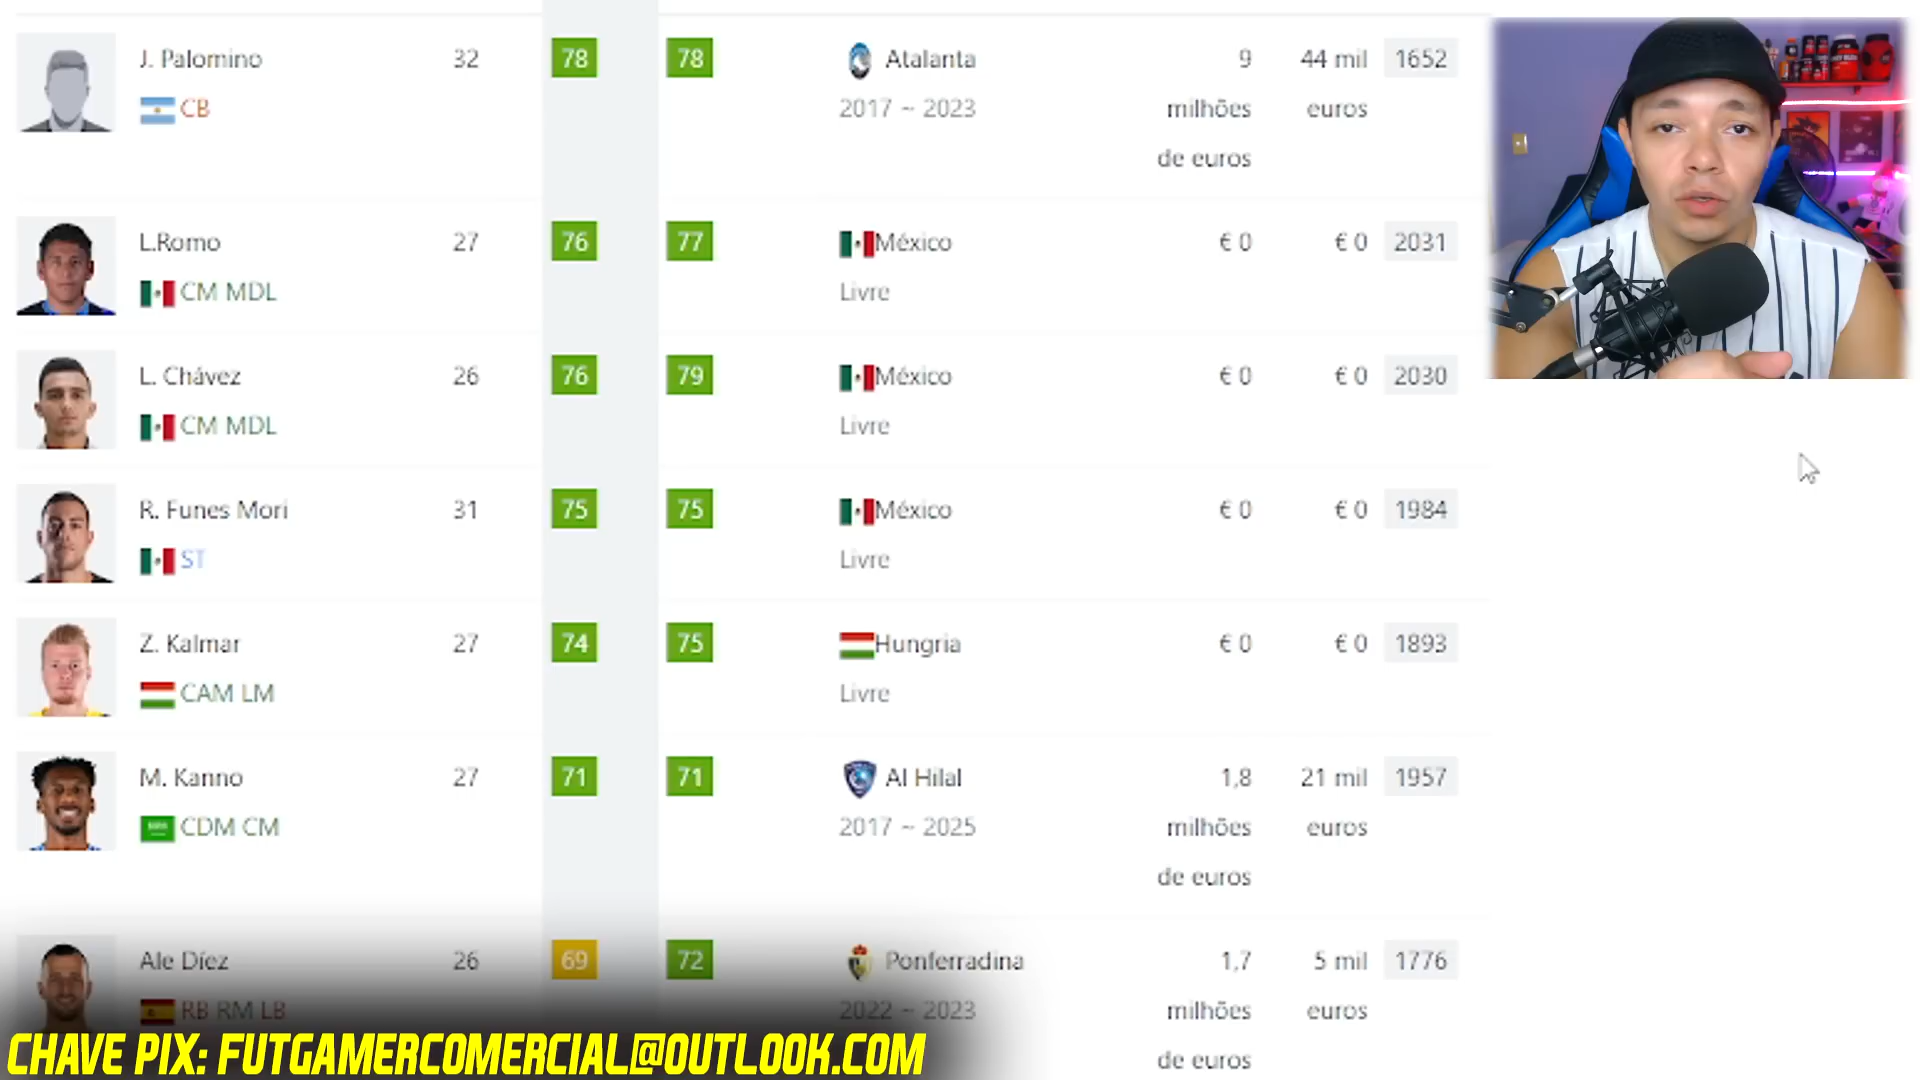 J. Palomino 32 78 78 Atalanta 9 44 mil 1652
CB 2017 ~ 2023 milhões euros
de euros
L.Romo 27 76 77 México € 0 € 0 2031
CM MDL Livre
L. Chávez 26 76 79 México € 0 € 0 2030
CM MDL Livre
R. Funes Mori 31 75 75 México € 0 € 0 1984
ST Livre
Z. Kalmar 27 74 75 Hungria € 0 € 0 1893
CAM LM Livre
M. Kanno 27 71 71 Al Hilal 1,8 21 mil 1957
CDM CM 2017 ~ 2025 milhões euros
de euros
Ale Díez 26 69 72 Ponferradina 1,7 5 mil 1776
RB RM LB 2022 ~ 2023 milhões euros
de euros
CHAVE PIX: FUTGAMERCOMERCIAL@OUTLOOK.COM